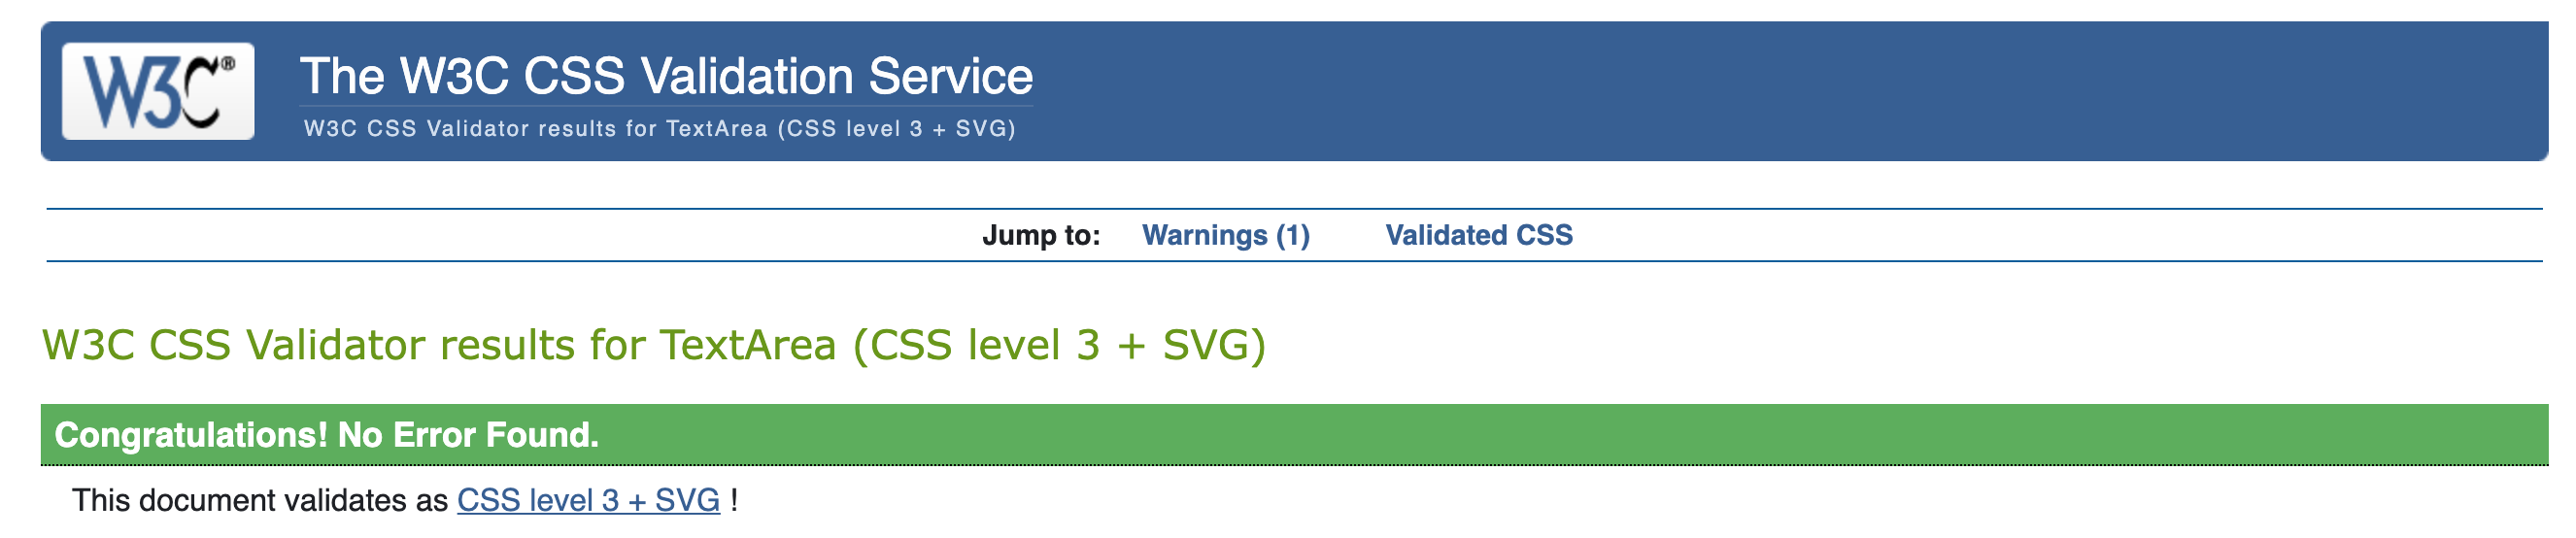 W3C®
The W3C CSS Validation Service
W3C CSS Validator results for TextArea (CSS level 3 + SVG)
Jump to: Warnings (1) Validated CSS
W3C CSS Validator results for TextArea (CSS level 3 + SVG)
Congratulations! No Error Found.
This document validates as CSS level 3 + SVG !